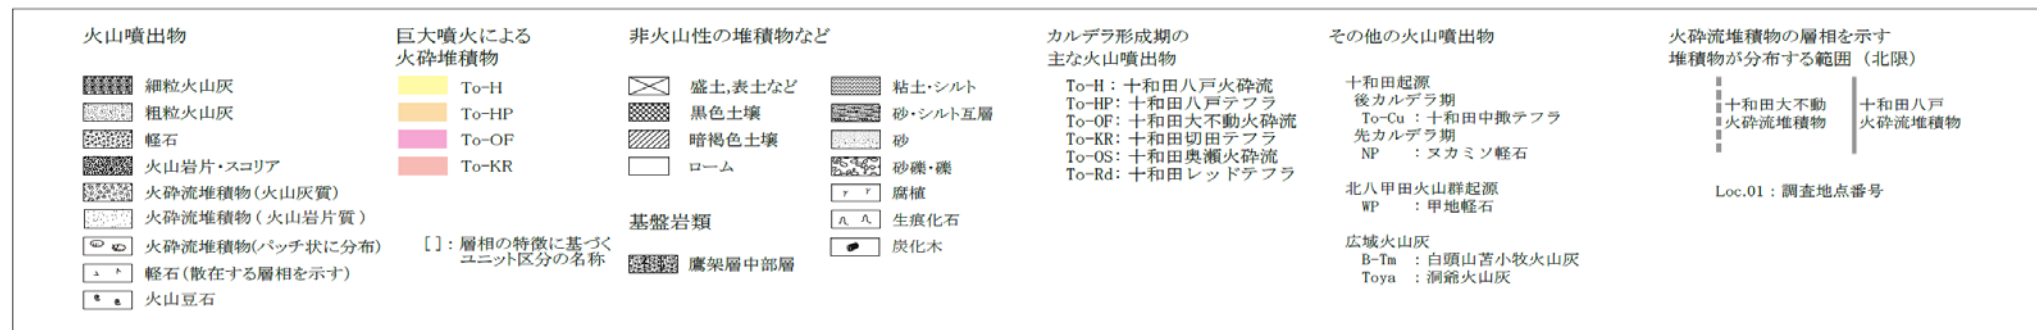 火山噴出物
細粒火山灰
粗粒火山灰
軽石
火山岩片・スコリア
火砕流堆積物(火山灰質)
火砕流堆積物(火山岩片質)
火砕流堆積物(パッチ状に分布)
軽石(散在する層相を示す)
火山豆石
巨大噴火による
火砕堆積物
To-H
To-HP
To-OF
To-KR
[ ]：層相の特徴に基づく
ユニット区分の名称
非火山性の堆積物など
盛土,表土など
黒色土壌
暗褐色土壌
ローム
基盤岩類
鷹架層中部層
粘土・シルト
砂・シルト互層
砂
砂礫・礫
腐植
生痕化石
炭化木
カルデラ形成期の
主な火山噴出物
To-H：十和田八戸火砕流
To-HP：十和田八戸テフラ
To-OF：十和田大不動火砕流
To-KR：十和田切田テフラ
To-OS：十和田奥瀬火砕流
To-Rd：十和田レッドテフラ
その他の火山噴出物
十和田起源
後カルデラ期
To-Cu：十和田中掫テフラ
先カルデラ期
NP：ヌカミソ軽石
北八甲田火山群起源
WP：甲地軽石
広域火山灰
B-Tm：白頭山苫小牧火山灰
Toya：洞爺火山灰
火砕流堆積物の層相を示す
堆積物が分布する範囲（北限）
十和田大不動
火砕流堆積物
十和田八戸
火砕流堆積物
Loc.01：調査地点番号